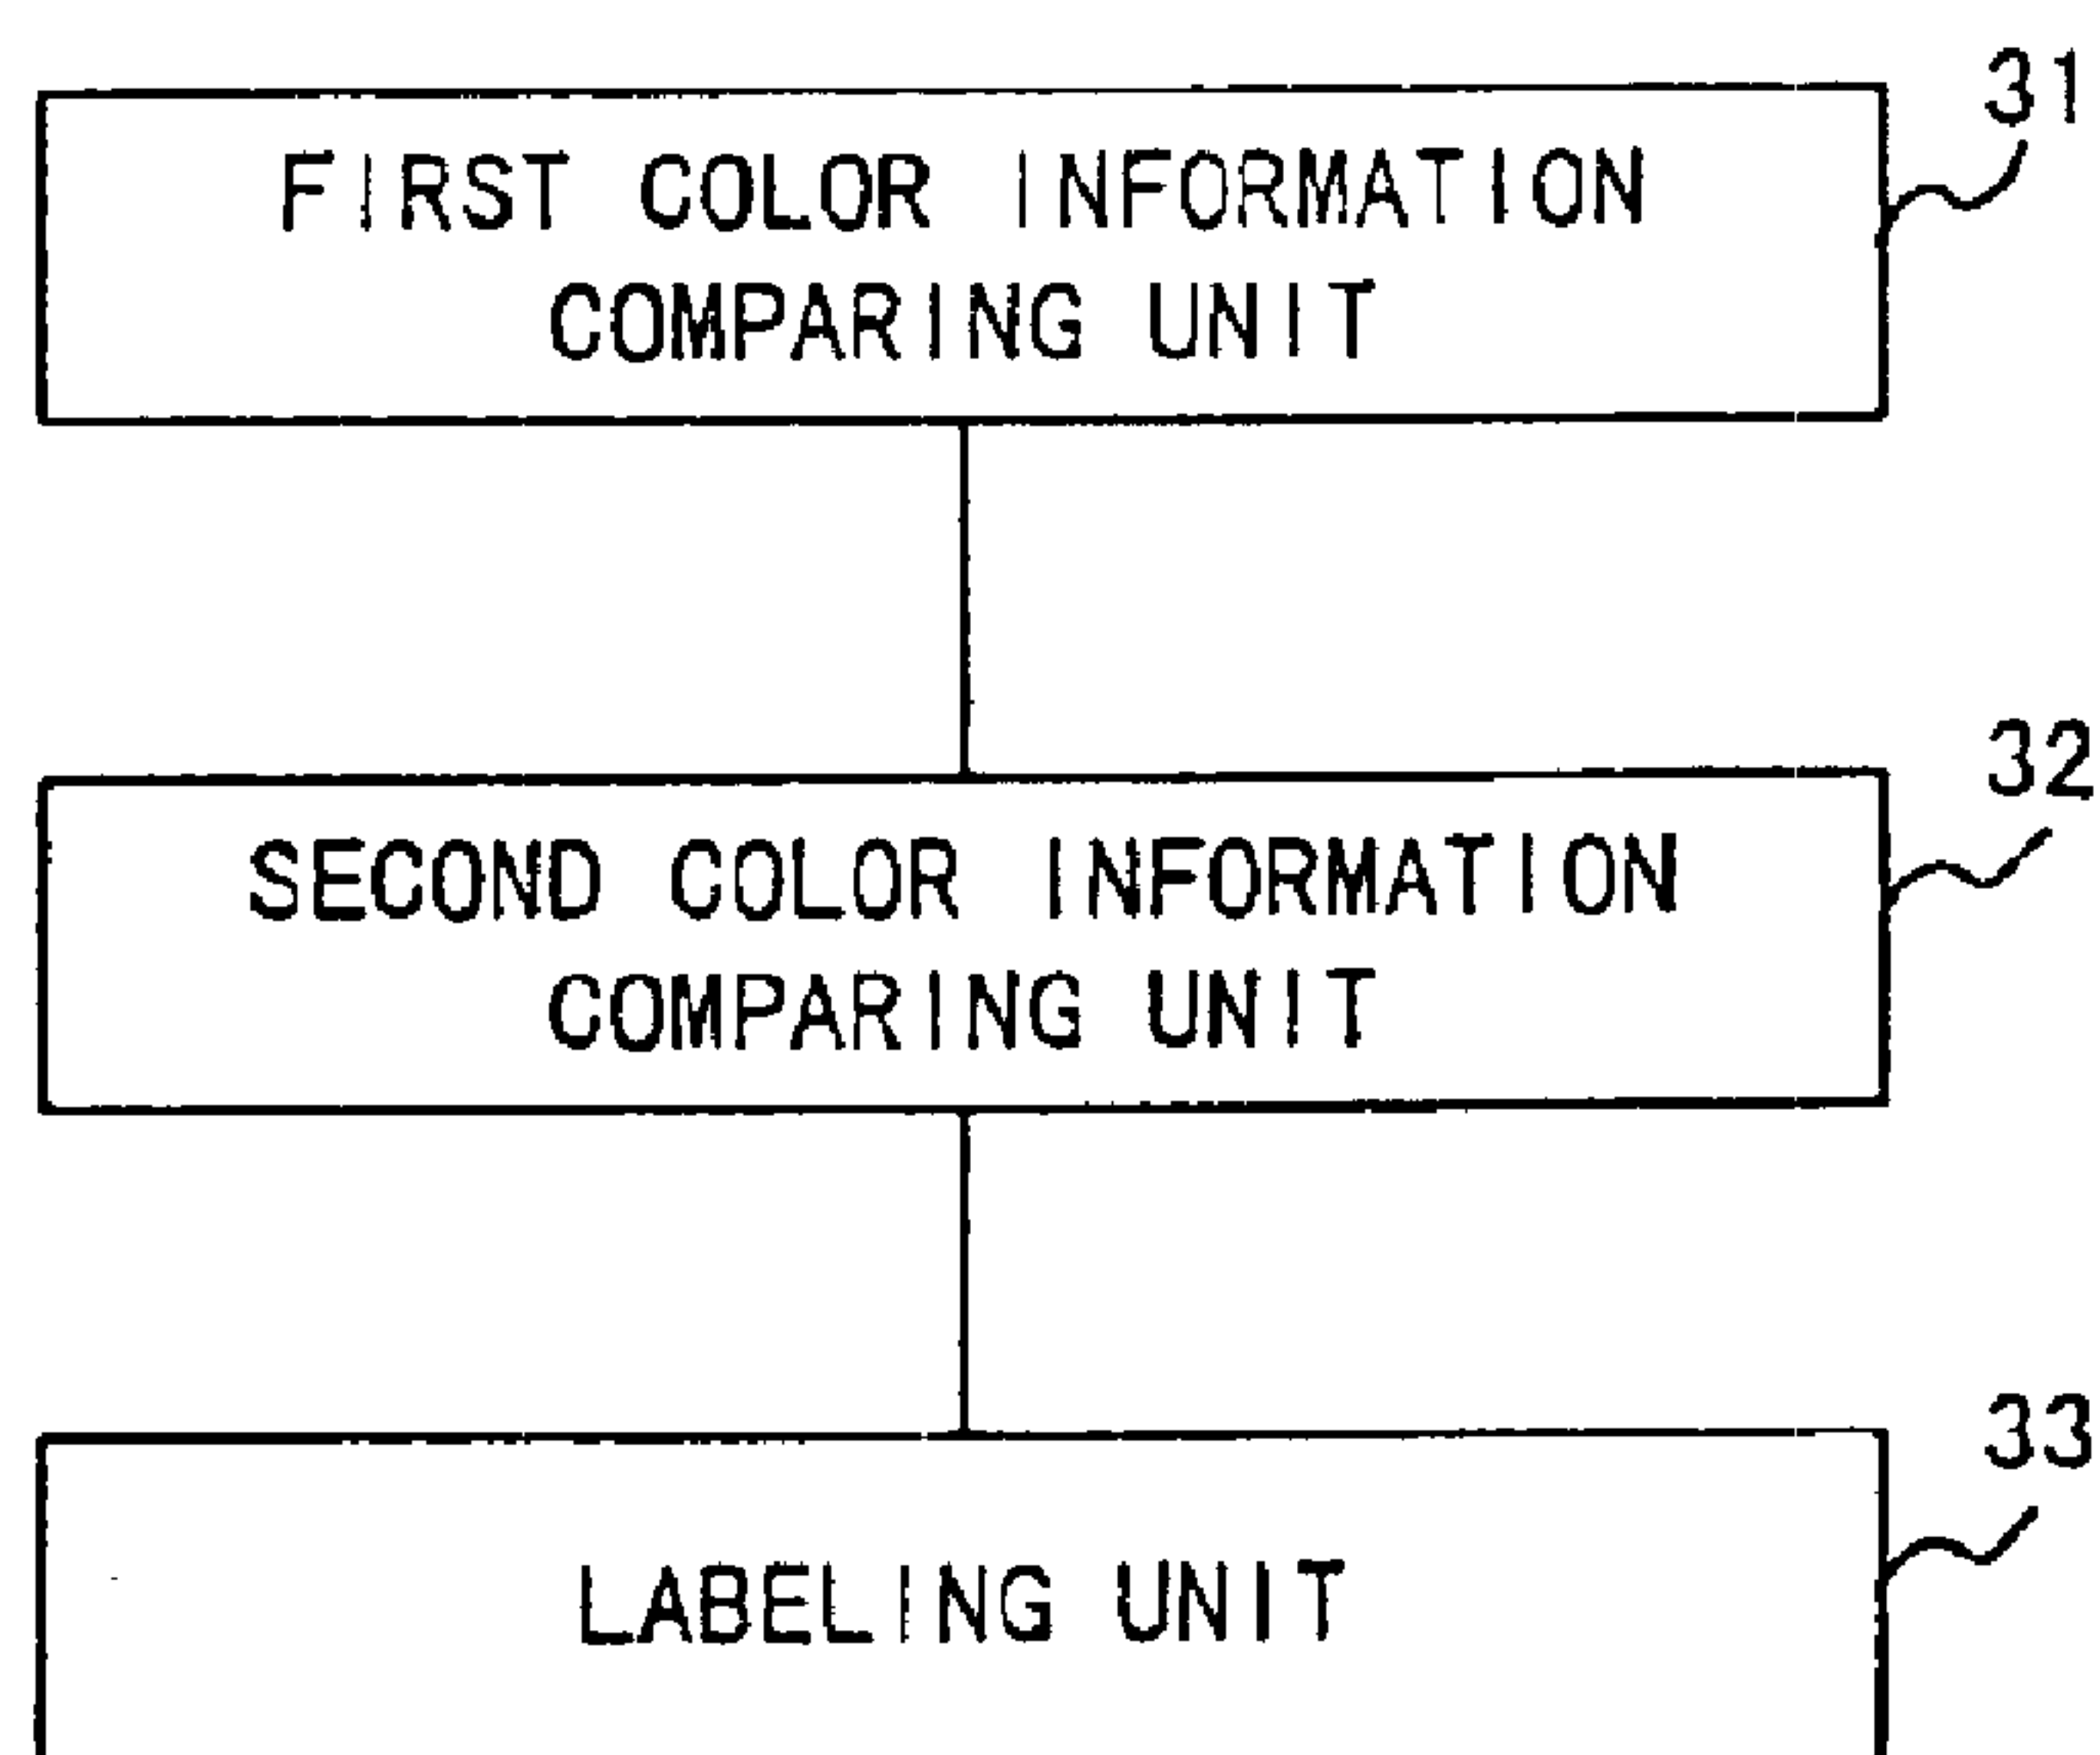 31
FIRST COLOR INFORMATION
COMPARING UNIT
32
SECOND COLOR INFORMATION
COMPARING UNIT
33
LABELING UNIT